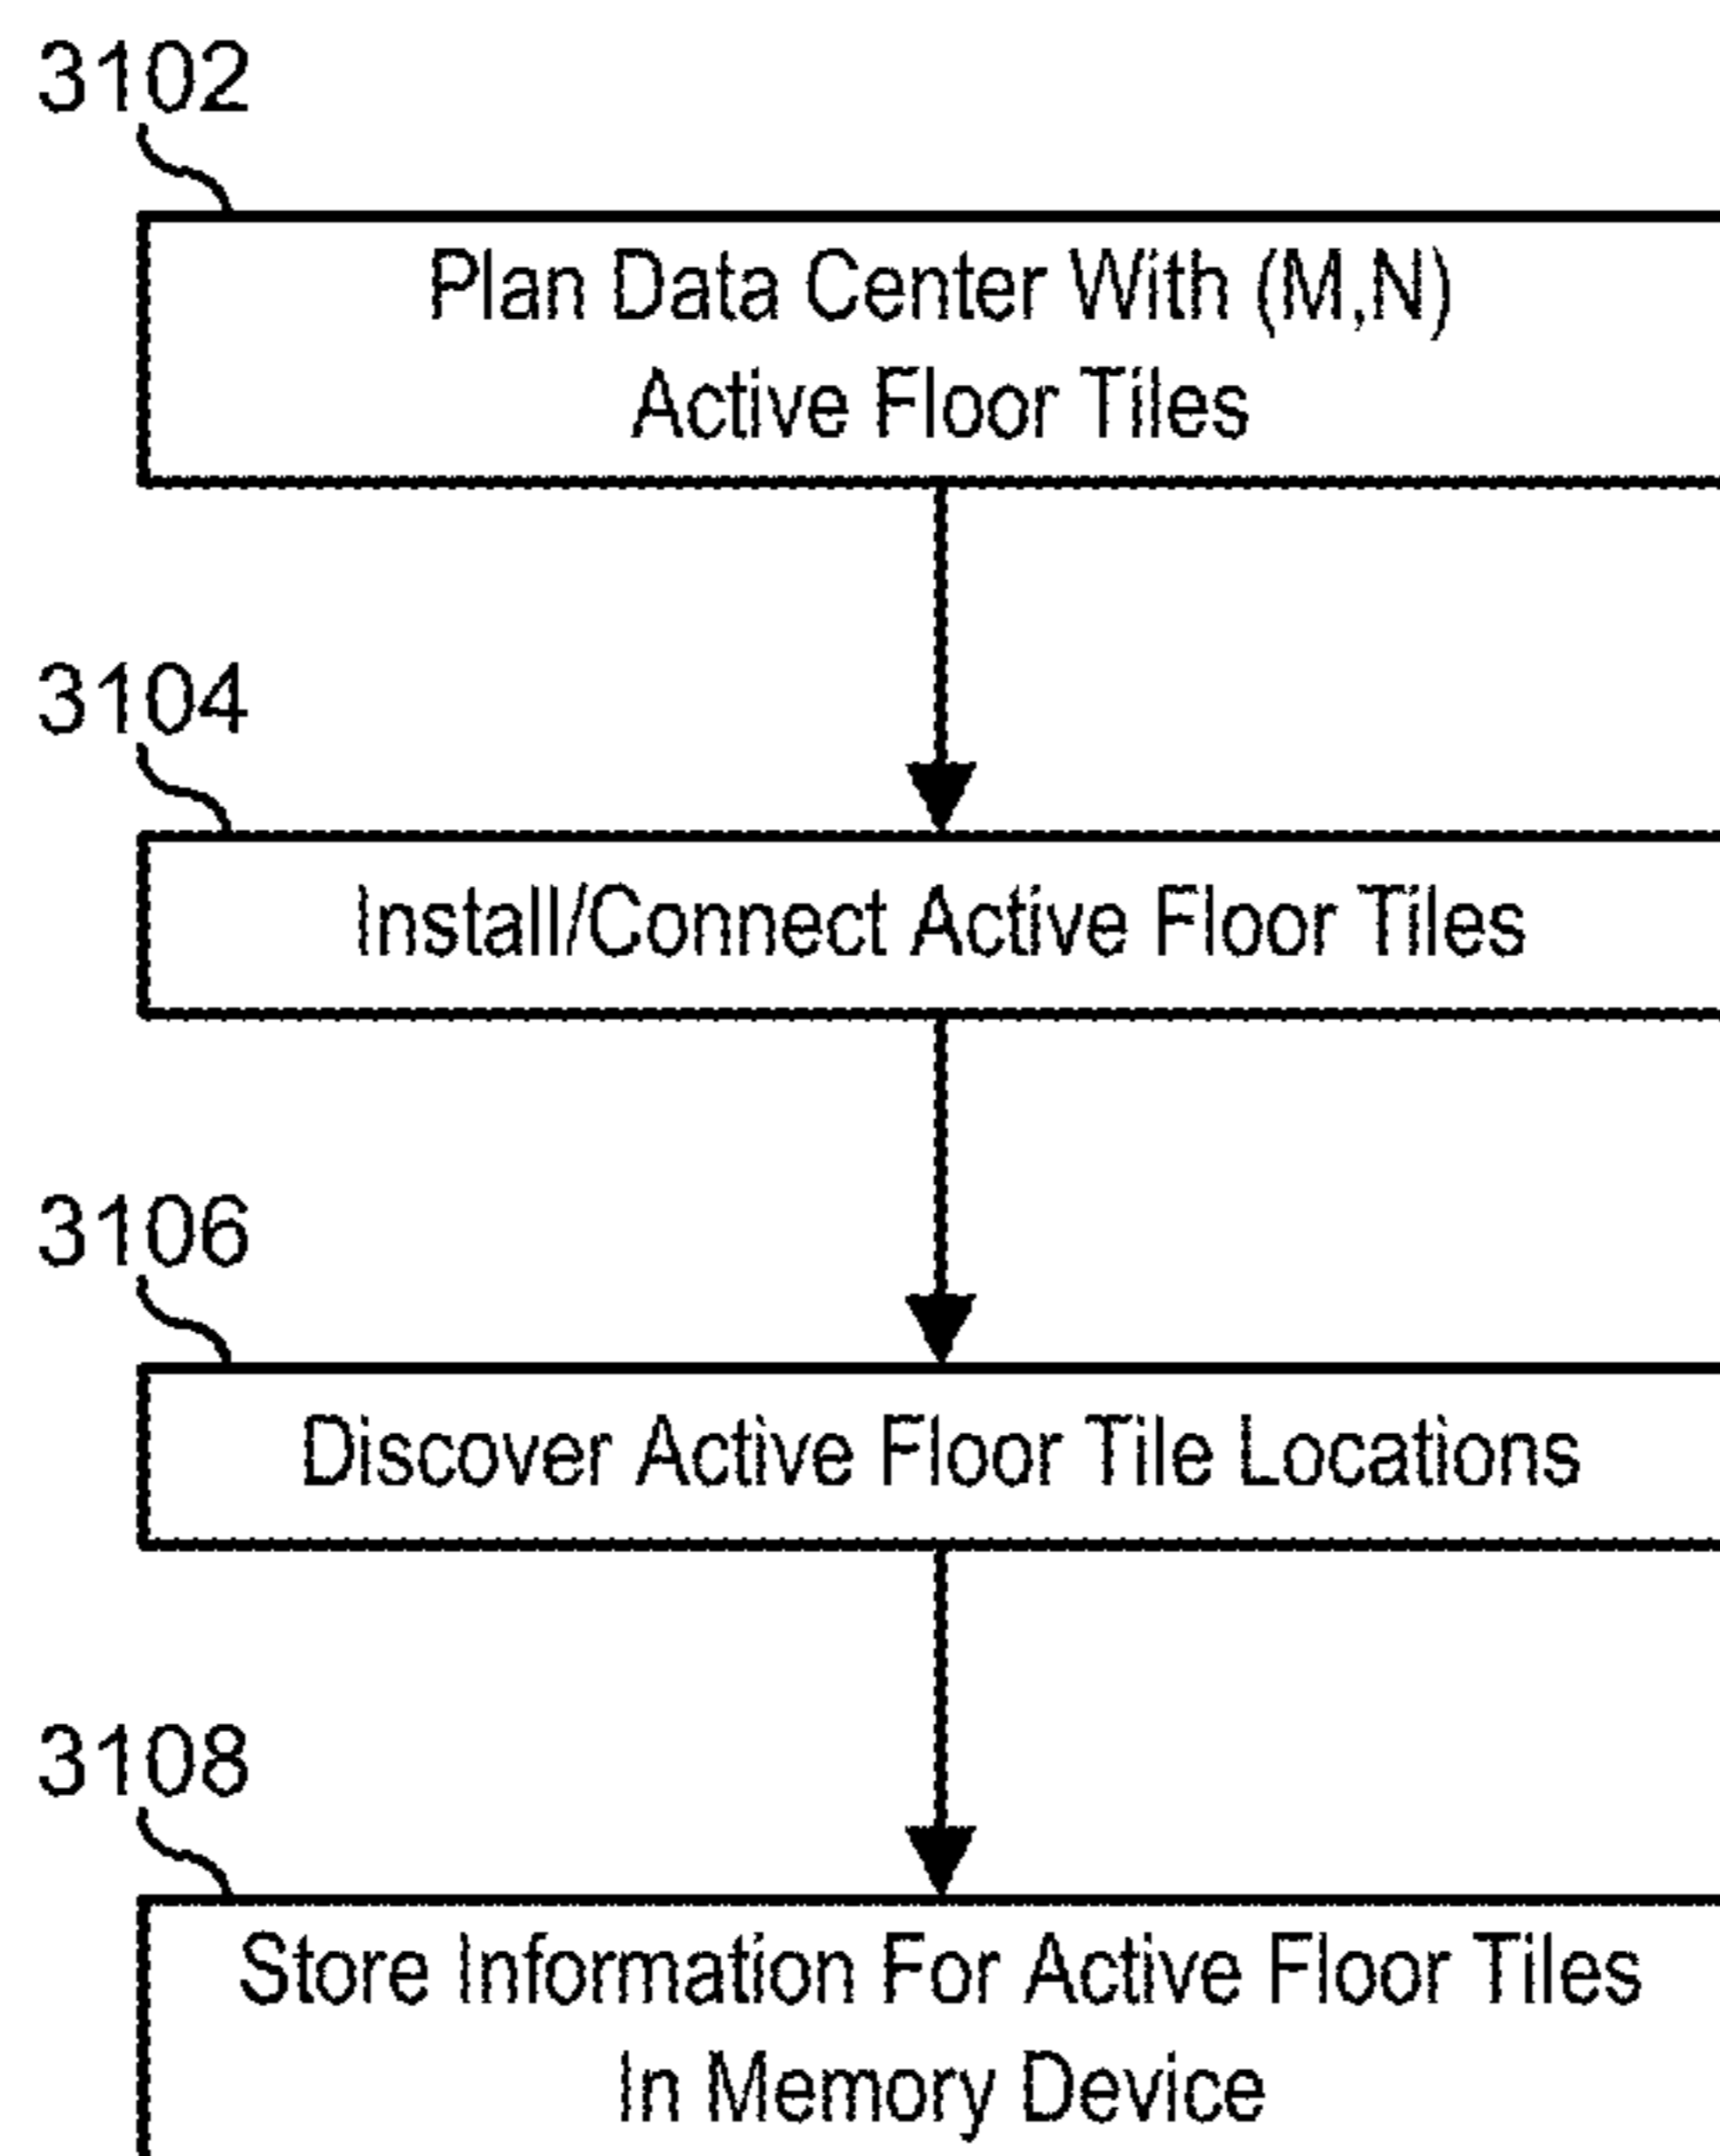 3102
Plan Data Center With (M,N)
Active Floor Tiles
3104
Install/Connect Active Floor Tiles
3106
Discover Active Floor Tile Locations
3108
Store Information For Active Floor Tiles
In Memory Device